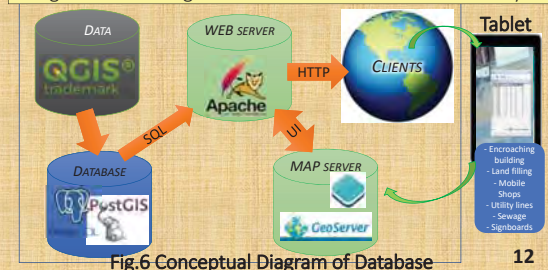 DATA
QGIS®
trademark
WEB SERVER
Apache
HTTP
CLIENTS
Tablet
SQL
UI
DATABASE
PostGIS
MAP SERVER
GeoServer
- Encroaching
building
- Land filling
- Mobile
Shops
- Utility lines
- Sewage
- Signboards
Fig.6 Conceptual Diagram of Database
12